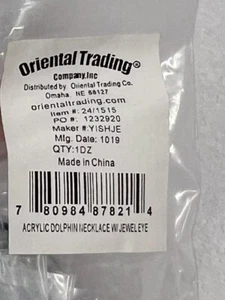 Oriental Trading®
Company,Inc
Distributed by. Oriental Trading Co.
Omaha. NE 68127
orientaltrading.com
Item #: 24/1515
PO #: 1232920
Maker #:YISHJE
Mfg. Date: 1019
QTY:1DZ
Made in China
7 80984 87821 4
ACRYLIC DOLPHIN NECKLACE W/ JEWEL EYE